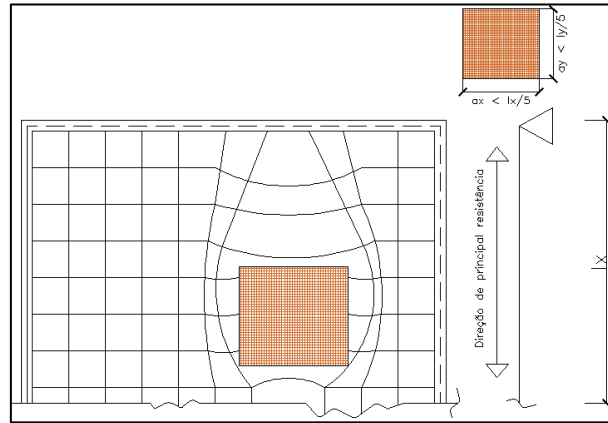 ay < ly/5
ax < lx/5
Direção de principal resistência
lx